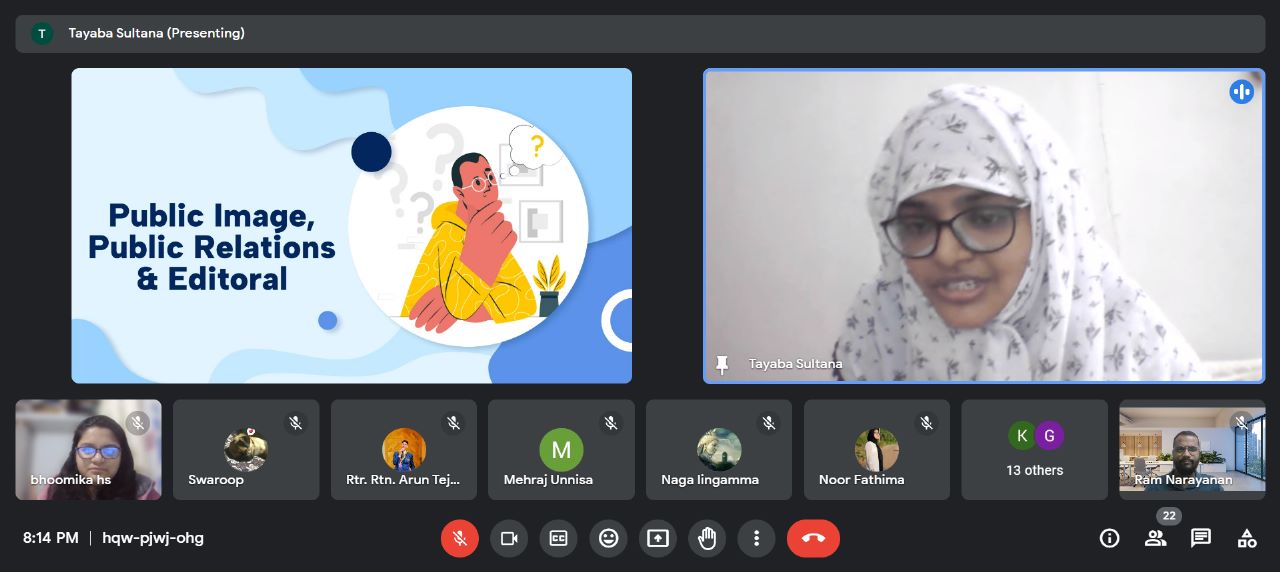 T
Tayaba Sultana (Presenting)
Public Image,
Public Relations
& Editoral
?
Tayaba Sultana
bhoomika hs
Swaroop
Rtr. Rtn. Arun Tej...
M
Mehraj Unnisa
Naga lingamma
Noor Fathima
K G
13 others
Ram Narayanan
8:14 PM | hqw-pjwj-ohg
CC
22